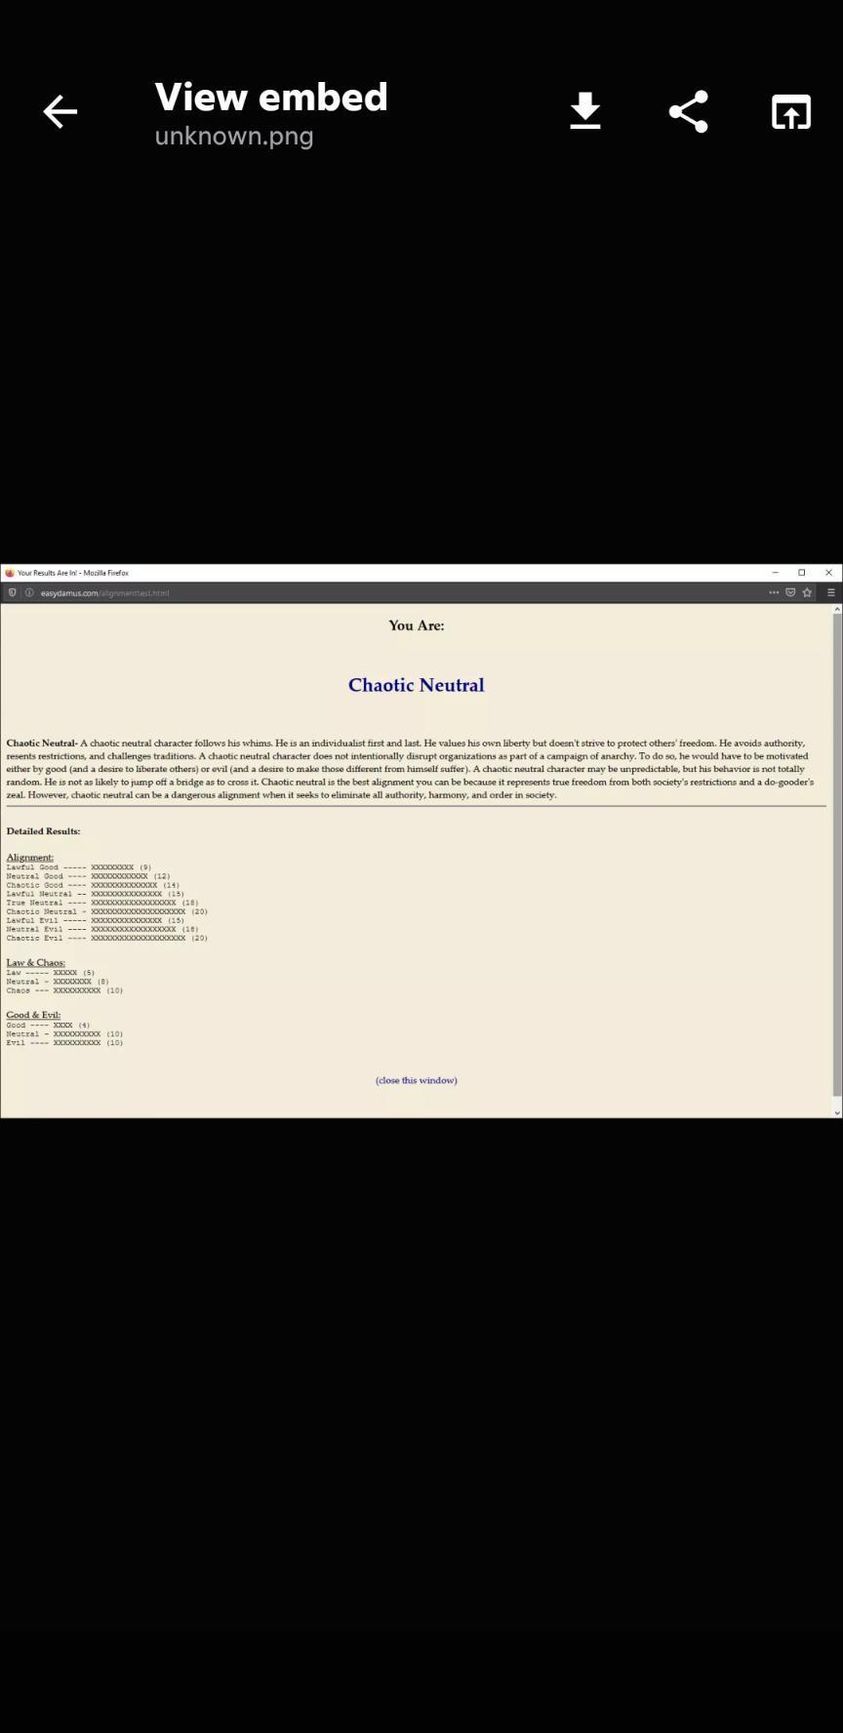 View embed
unknown.png
Your Results Are In! - Mozilla Firefox
easydamus.com/alignmenttest.html
You Are:
Chaotic Neutral
Chaotic Neutral- A chaotic neutral character follows his whims. He is an individualist first and last. He values his own liberty but doesn't strive to protect others' freedom. He avoids authority,
resents restrictions, and challenges traditions. A chaotic neutral character does not intentionally disrupt organizations as part of a campaign of anarchy. To do so, he would have to be motivated
either by good (and a desire to liberate others) or evil (and a desire to make those different from himself suffer). A chaotic neutral character may be unpredictable, but his behavior is not totally
random. He is not as likely to jump off a bridge as to cross it. Chaotic neutral is the best alignment you can be because it represents true freedom from both society's restrictions and a do-gooder's
zeal. However, chaotic neutral can be a dangerous alignment when it seeks to eliminate all authority, harmony, and order in society.
Detailed Results:
Alignment:
Lawful Good ----- XXXXXXXXX (9)
Neutral Good ---- XXXXXXXXXXXX (12)
Chaotic Good ---- XXXXXXXXXXXXXX (14)
Lawful Neutral -- XXXXXXXXXXXXXXX (15)
True Neutral ---- XXXXXXXXXXXXXXXXXX (18)
Chaotic Neutral - XXXXXXXXXXXXXXXXXXXX (20)
Lawful Evil ----- XXXXXXXXXXXXXXX (15)
Neutral Evil ---- XXXXXXXXXXXXXXXXXX (18)
Chaotic Evil ---- XXXXXXXXXXXXXXXXXXXX (20)
Law & Chaos:
Law ----- XXXXX (5)
Neutral - XXXXXXXX (8)
Chaos --- XXXXXXXXXX (10)
Good & Evil:
Good ---- XXXX (4)
Neutral - XXXXXXXXXX (10)
Evil ---- XXXXXXXXXX (10)
(close this window)